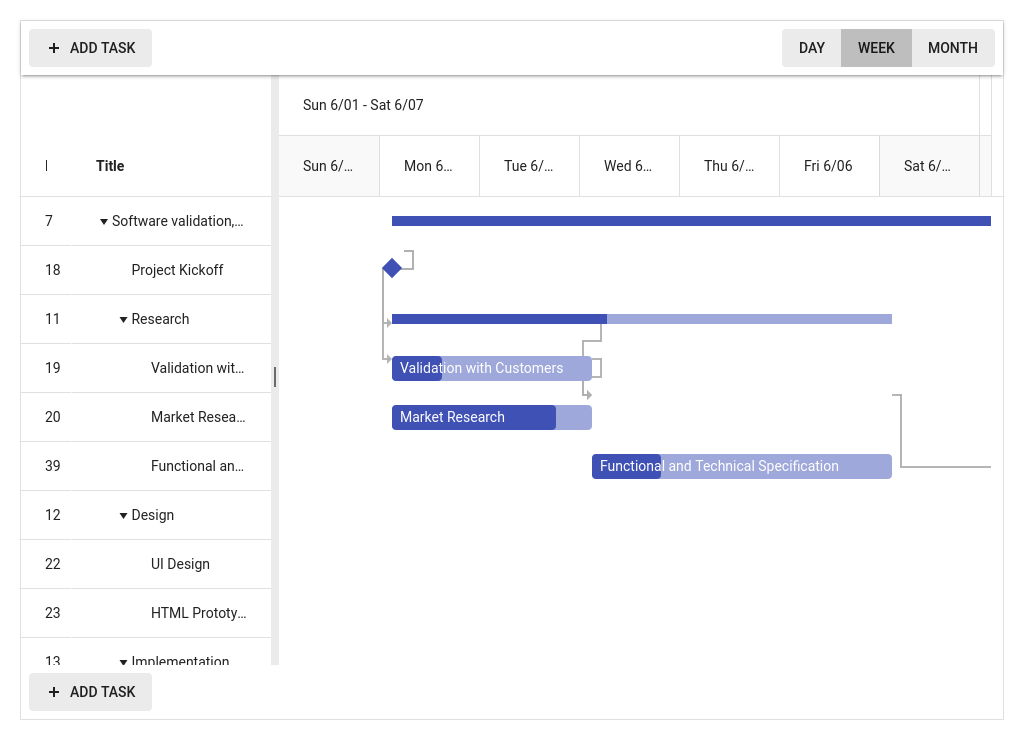 ADD TASK
DAY WEEK MONTH
Sun 6/01 - Sat 6/07
I Title
Sun 6/... Mon 6... Tue 6/... Wed 6... Thu 6/... Fri 6/06 Sat 6/...
7 Software validation,...
18 Project Kickoff
11 Research
19 Validation wit... Validation with Customers
20 Market Resea... Market Research
39 Functional an... Functional and Technical Specification
12 Design
22 UI Design
23 HTML Prototy...
13 Implementation
ADD TASK